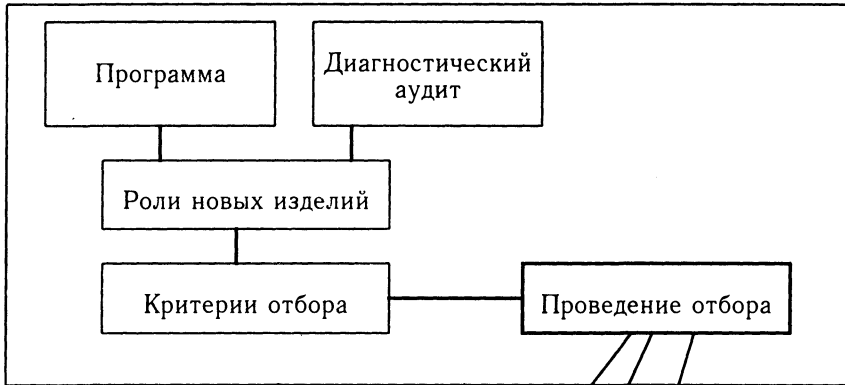 Программа
Диагностический
аудит
Роли новых изделий
Критерии отбора
Проведение отбора